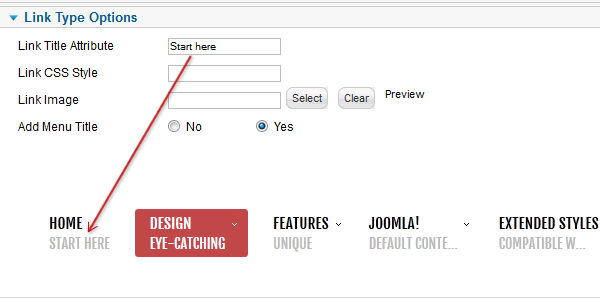 Link Type Options
Link Title Attribute Start here
Link CSS Style
Link Image Select Clear Preview
Add Menu Title No Yes
HOME DESIGN FEATURES JOOMLA! EXTENDED STYLES
START HERE EYE-CATCHING UNIQUE DEFAULT CONTE... COMPATIBLE W...